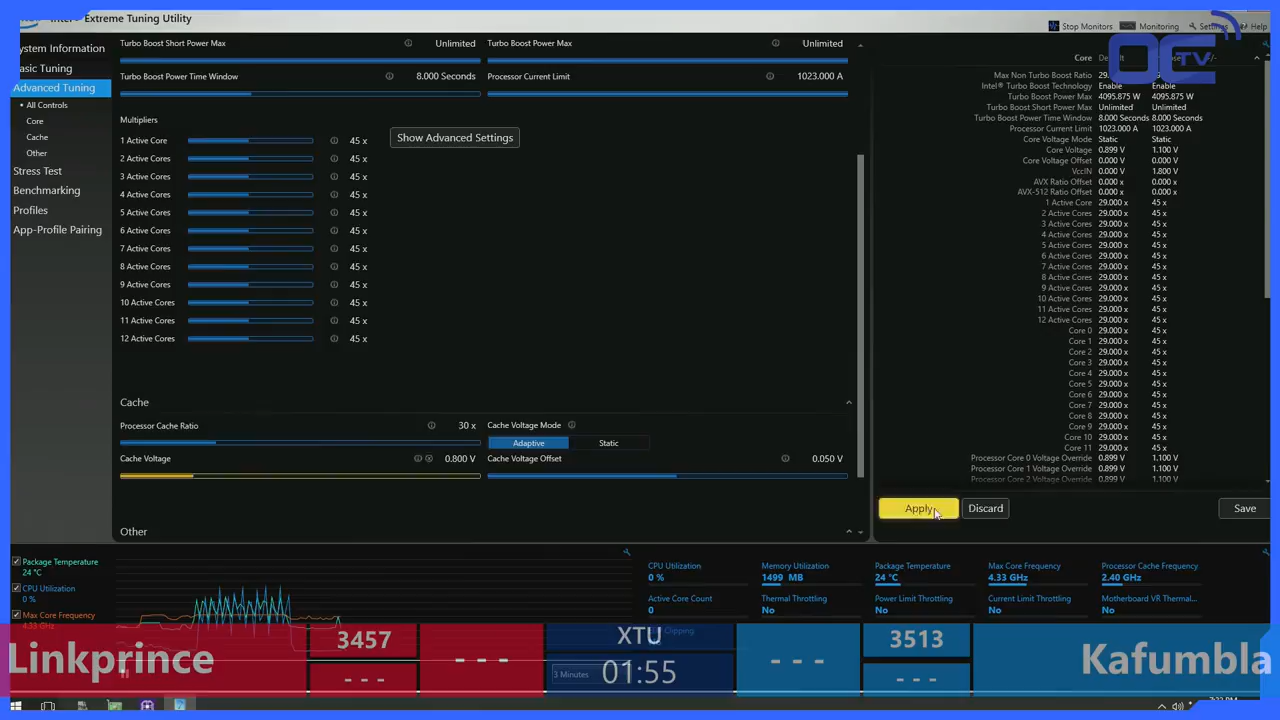 Extreme Tuning Utility
Stop Monitors
Monitoring
Help
OC
TV
ystem Information
asic Tuning
Advanced Tuning
• All Controls
Core
Cache
Other
Stress Test
Benchmarking
Profiles
App-Profile Pairing
Turbo Boost Short Power Max Unlimited
Turbo Boost Power Max Unlimited
Turbo Boost Power Time Window 8.000 Seconds
Processor Current Limit 1023.000 A
Multipliers
Show Advanced Settings
1 Active Core 45 x
2 Active Cores 45 x
3 Active Cores 45 x
4 Active Cores 45 x
5 Active Cores 45 x
6 Active Cores 45 x
7 Active Cores 45 x
8 Active Cores 45 x
9 Active Cores 45 x
10 Active Cores 45 x
11 Active Cores 45 x
12 Active Cores 45 x
Cache
Processor Cache Ratio 30 x
Cache Voltage Mode
Adaptive Static
Cache Voltage 0.800 V
Cache Voltage Offset 0.050 V
Other
Core
Max Non Turbo Boost Ratio
Intel® Turbo Boost Technology Enable Enable
Turbo Boost Power Max 4095.875 W 4095.875 W
Turbo Boost Short Power Max Unlimited Unlimited
Turbo Boost Power Time Window 8.000 Seconds 8.000 Seconds
Processor Current Limit 1023.000 A 1023.000 A
Core Voltage Mode Static Static
Core Voltage 0.899 V 1.100 V
Core Voltage Offset 0.000 V 0.000 V
VccIN 0.000 V 1.800 V
AVX Ratio Offset 0.000 x 0.000 x
AVX-512 Ratio Offset 0.000 x 0.000 x
1 Active Core 29.000 x 45 x
2 Active Cores 29.000 x 45 x
3 Active Cores 29.000 x 45 x
4 Active Cores 29.000 x 45 x
5 Active Cores 29.000 x 45 x
6 Active Cores 29.000 x 45 x
7 Active Cores 29.000 x 45 x
8 Active Cores 29.000 x 45 x
9 Active Cores 29.000 x 45 x
10 Active Cores 29.000 x 45 x
11 Active Cores 29.000 x 45 x
12 Active Cores 29.000 x 45 x
Core 0 29.000 x 45 x
Core 1 29.000 x 45 x
Core 2 29.000 x 45 x
Core 3 29.000 x 45 x
Core 4 29.000 x 45 x
Core 5 29.000 x 45 x
Core 6 29.000 x 45 x
Core 7 29.000 x 45 x
Core 8 29.000 x 45 x
Core 9 29.000 x 45 x
Core 10 29.000 x 45 x
Core 11 29.000 x 45 x
Processor Core 0 Voltage Override 0.899 V 1.100 V
Processor Core 1 Voltage Override 0.899 V 1.100 V
Processor Core 2 Voltage Override 0.899 V 1.100 V
Apply Discard Save
Package Temperature
24 °C
CPU Utilization
0 %
Max Core Frequency
4.33 GHz
CPU Utilization
0 %
Memory Utilization
1499 MB
Package Temperature
24 °C
Max Core Frequency
4.33 GHz
Processor Cache Frequency
2.40 GHz
Active Core Count
0
Thermal Throttling
No
Power Limit Throttling
No
Current Limit Throttling
No
Motherboard VR Thermal...
No
3 Minutes
Linkprince
3457
- - -
- - -
XTU
01:55
- - -
3513
- - -
Kafumbla